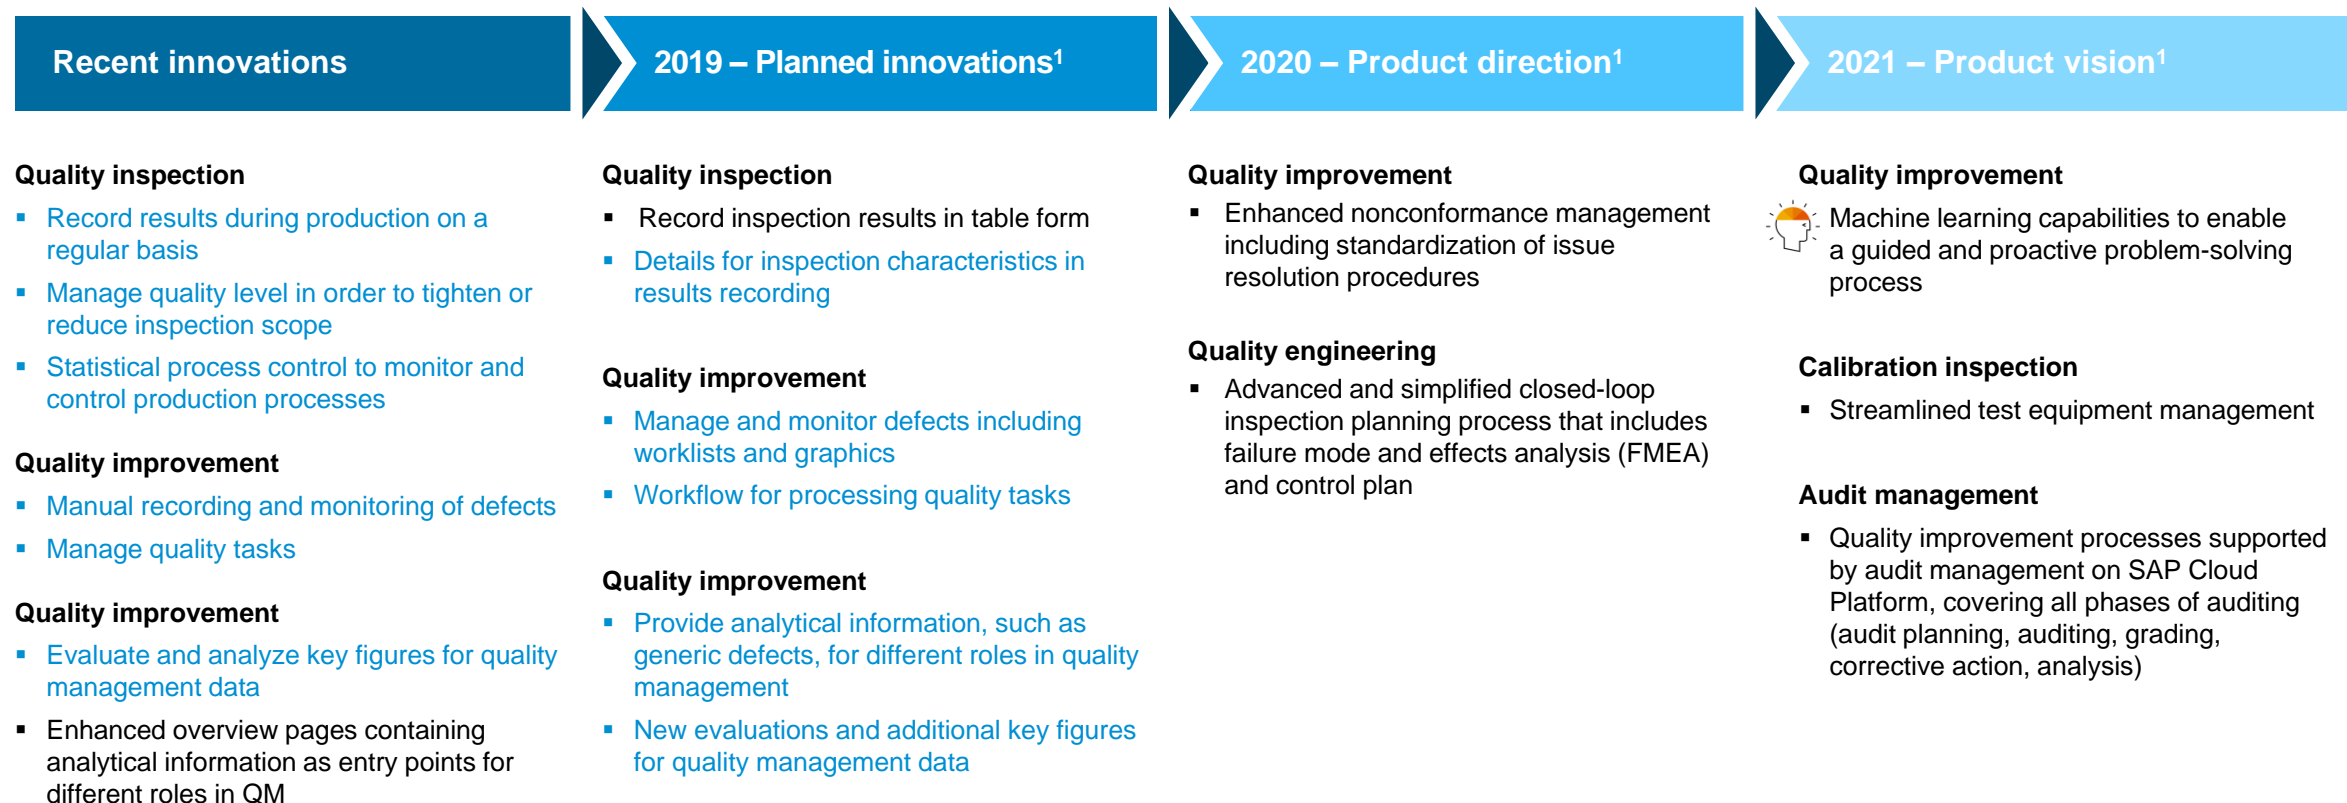 Recent innovations
2019 – Planned innovations¹
2020 – Product direction¹
2021 – Product vision¹
Quality inspection
▪ Record results during production on a
regular basis
▪ Manage quality level in order to tighten or
reduce inspection scope
▪ Statistical process control to monitor and
control production processes
Quality improvement
▪ Manual recording and monitoring of defects
▪ Manage quality tasks
Quality improvement
▪ Evaluate and analyze key figures for quality
management data
▪ Enhanced overview pages containing
analytical information as entry points for
different roles in QM
Quality inspection
▪ Record inspection results in table form
▪ Details for inspection characteristics in
results recording
Quality improvement
▪ Manage and monitor defects including
worklists and graphics
▪ Workflow for processing quality tasks
Quality improvement
▪ Provide analytical information, such as
generic defects, for different roles in quality
management
▪ New evaluations and additional key figures
for quality management data
Quality improvement
▪ Enhanced nonconformance management
including standardization of issue
resolution procedures
Quality engineering
▪ Advanced and simplified closed-loop
inspection planning process that includes
failure mode and effects analysis (FMEA)
and control plan
Quality improvement
Machine learning capabilities to enable
a guided and proactive problem-solving
process
Calibration inspection
▪ Streamlined test equipment management
Audit management
▪ Quality improvement processes supported
by audit management on SAP Cloud
Platform, covering all phases of auditing
(audit planning, auditing, grading,
corrective action, analysis)